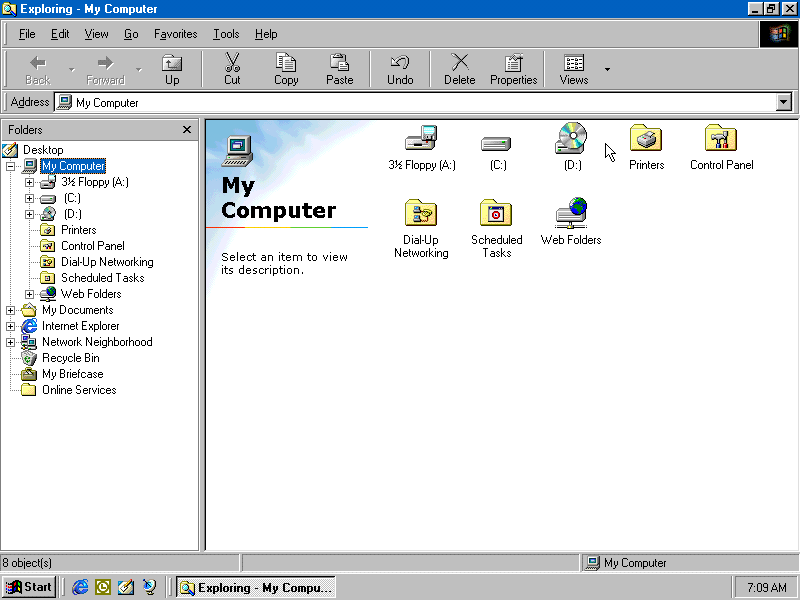 Exploring - My Computer
File Edit View Go Favorites Tools Help
Back Forward Up Cut Copy Paste Undo Delete Properties Views
Address My Computer
Folders
Desktop
My Computer
3½ Floppy (A:)
(C:)
(D:)
Printers
Control Panel
Dial-Up Networking
Scheduled Tasks
Web Folders
My Documents
Internet Explorer
Network Neighborhood
Recycle Bin
My Briefcase
Online Services
My
Computer
Select an item to view
its description.
3½ Floppy (A:) (C:) (D:) Printers Control Panel
Dial-Up Scheduled Web Folders
Networking Tasks
8 object(s) My Computer
Start Exploring - My Compu... 7:09 AM